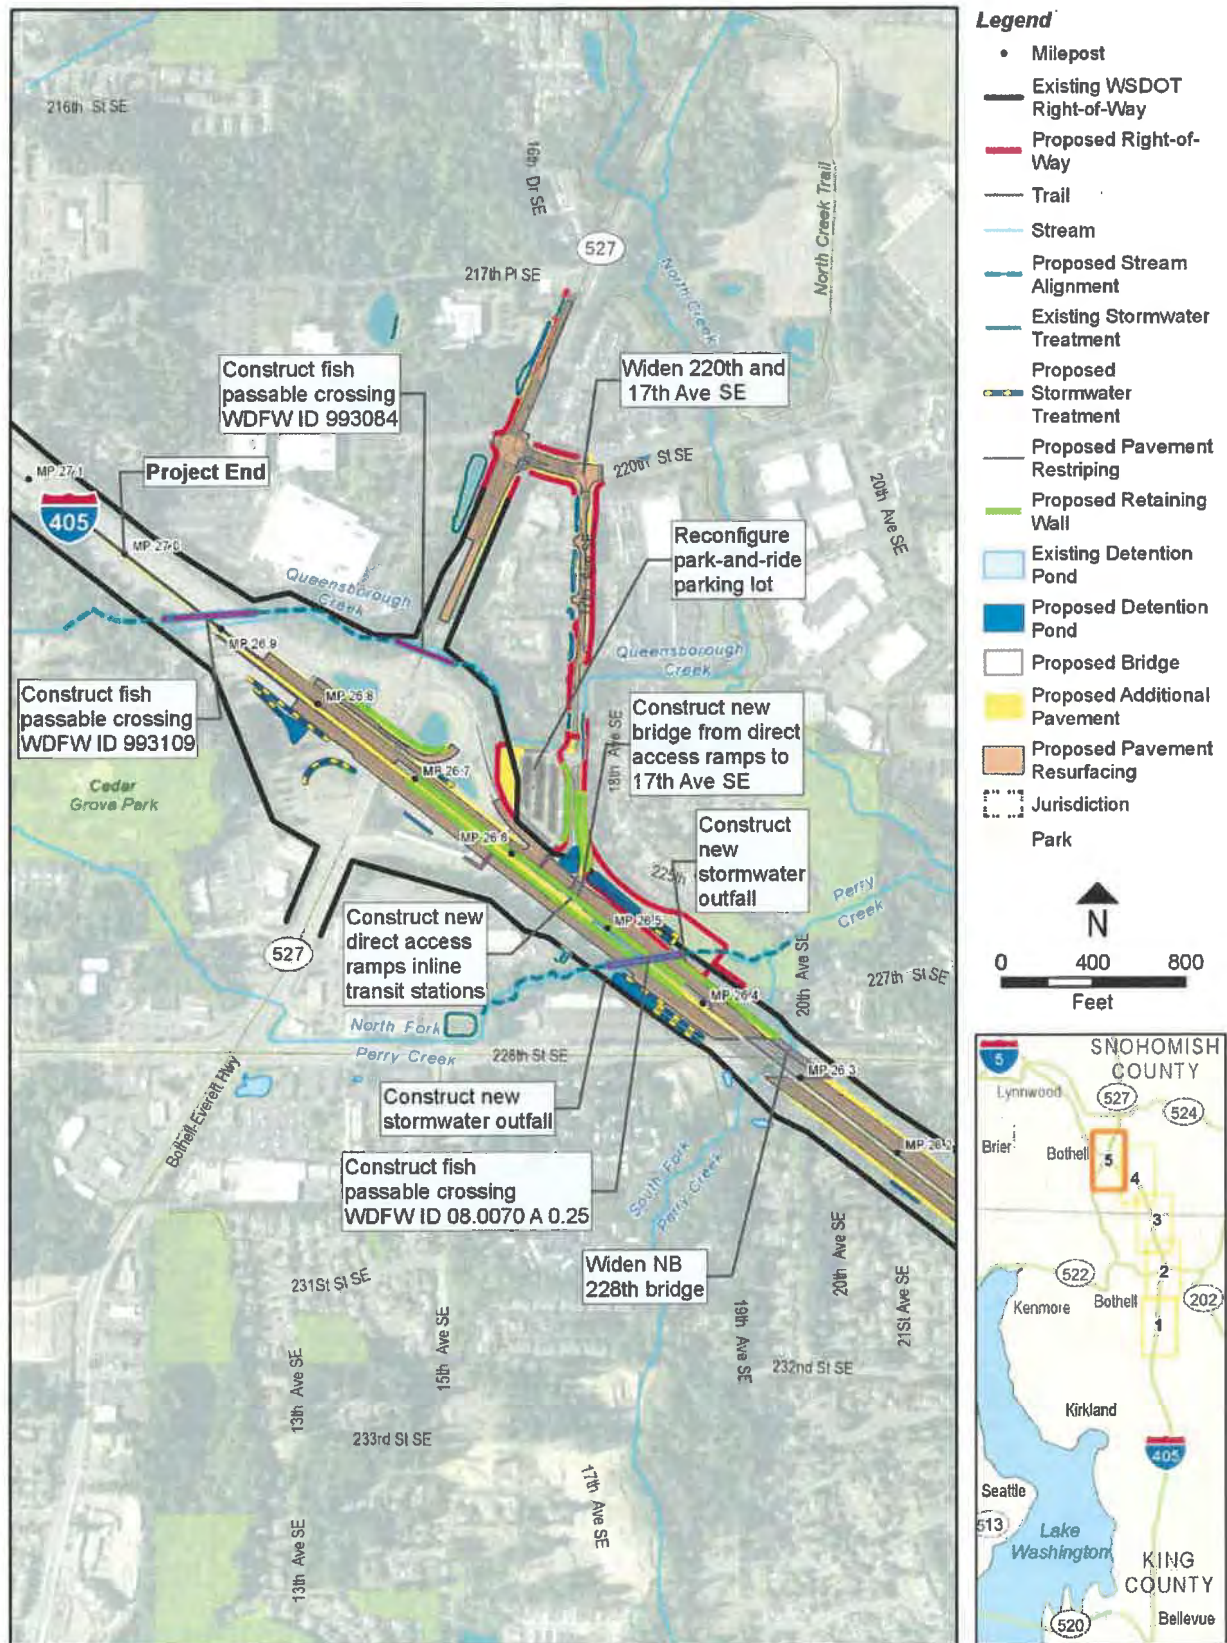 216th St SE
16th Dr SE
527
217th Pl SE
North Creek
North Creek Trail
Construct fish
passable crossing
WDFW ID 993084
Widen 220th and
17th Ave SE
MP 27.1
Project End
405
MP 27.0
220th St SE
20th Ave SE
Reconfigure
park-and-ride
parking lot
Queensborough
Creek
MP 26.9
Queensborough
Creek
Construct fish
passable crossing
WDFW ID 993109
MP 26.8
Construct new
bridge from direct
access ramps to
17th Ave SE
18th Ave SE
MP 26.7
Cedar
Grove Park
MP 26.6
Construct
new
stormwater
outfall
225th
Perry
Creek
Construct new
direct access
ramps inline
transit stations
MP 26.5
527
20th Ave SE
227th St SE
MP 26.4
North Fork
Perry Creek
228th St SE
MP 26.3
Bothell-Everett Hwy
Construct new
stormwater outfall
MP 26.2
Construct fish
passable crossing
WDFW ID 08.0070 A 0.25
South Fork
Perry Creek
Widen NB
228th bridge
20th Ave SE
21St Ave SE
231St St SE
13th Ave SE
15th Ave SE
19th Ave SE
232nd St SE
233rd St SE
17th Ave SE
13th Ave SE
Legend
Milepost
Existing WSDOT
Right-of-Way
Proposed Right-of-
Way
Trail
Stream
Proposed Stream
Alignment
Existing Stormwater
Treatment
Proposed
Stormwater
Treatment
Proposed Pavement
Restriping
Proposed Retaining
Wall
Existing Detention
Pond
Proposed Detention
Pond
Proposed Bridge
Proposed Additional
Pavement
Proposed Pavement
Resurfacing
Jurisdiction
Park
N
0 400 800
Feet
5
SNOHOMISH
COUNTY
Lynnwood
527
524
Brier
Bothell
5
4
3
2
522
Kenmore
Bothell
202
1
Kirkland
405
Seattle
513
Lake
Washington
KING
COUNTY
520
Bellevue